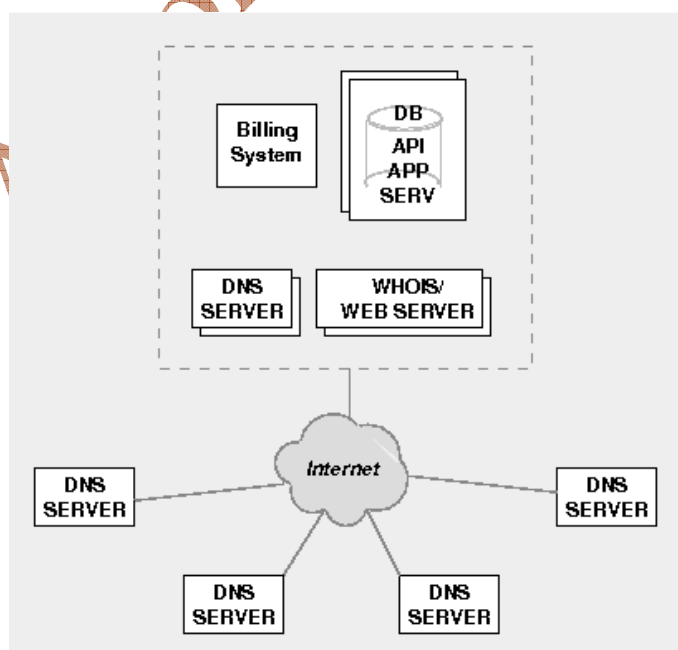 Billing
System
DB
API
APP
SERV
DNS
SERVER
WHOIS/
WEB SERVER
Internet
DNS
SERVER
DNS
SERVER
DNS
SERVER
DNS
SERVER